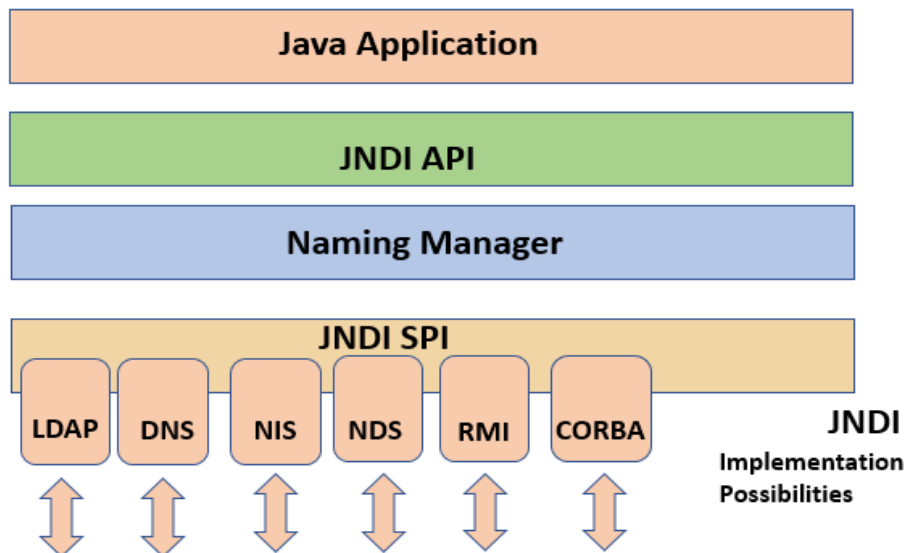 Java Application
JNDI API
Naming Manager
JNDI SPI
LDAP
DNS
NIS
NDS
RMI
CORBA
JNDI
Implementation
Possibilities